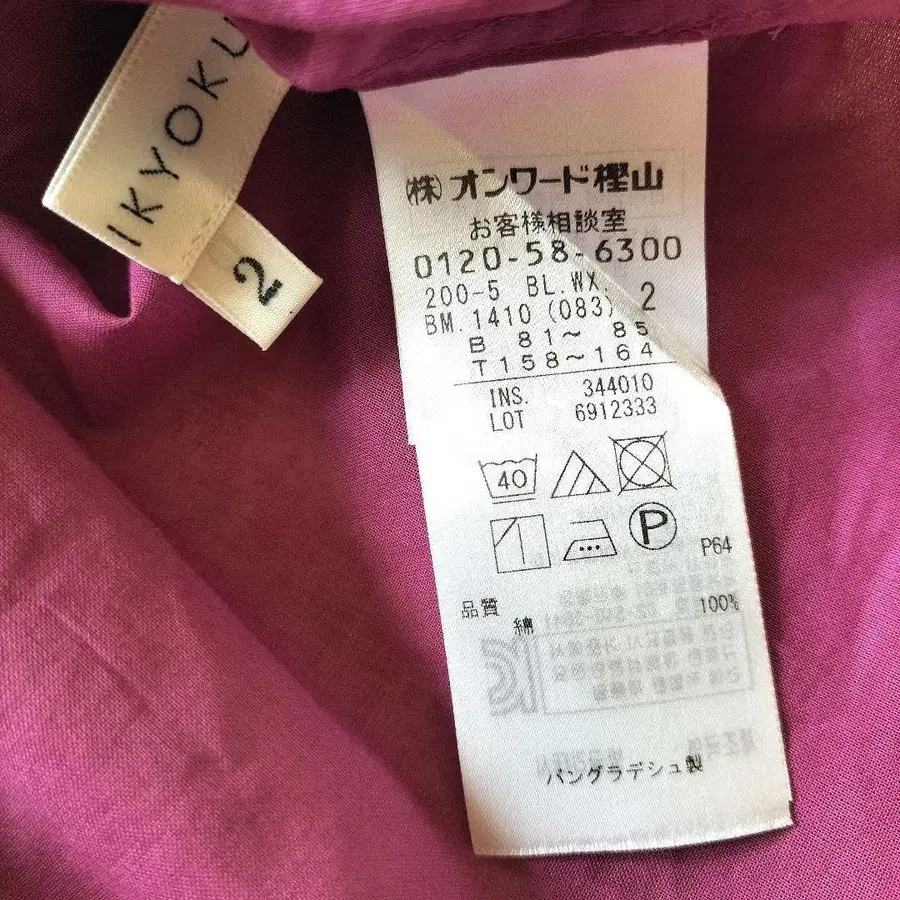 IKYOKU
2
(株)オンワード樫山
お客様相談室
0120-58-6300
200-5 BL.WX. 2
BM.1410 (083)
B 81～ 85
T158～164
INS. 344010
LOT 6912333
40
P
P64
品質
綿 100%
バングラデシュ製